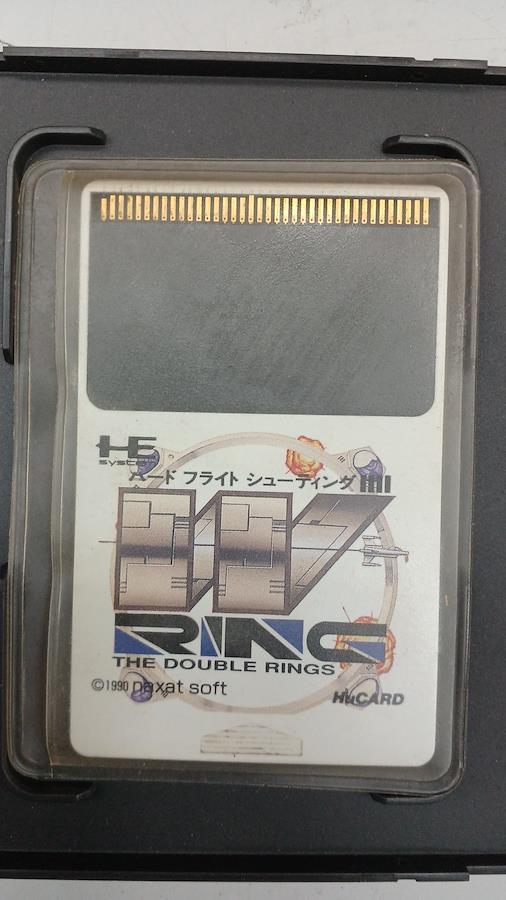 HE
system
ハード フライト シューティング !!!!
W
RING
THE DOUBLE RINGS
©1990 naxat soft
HuCARD